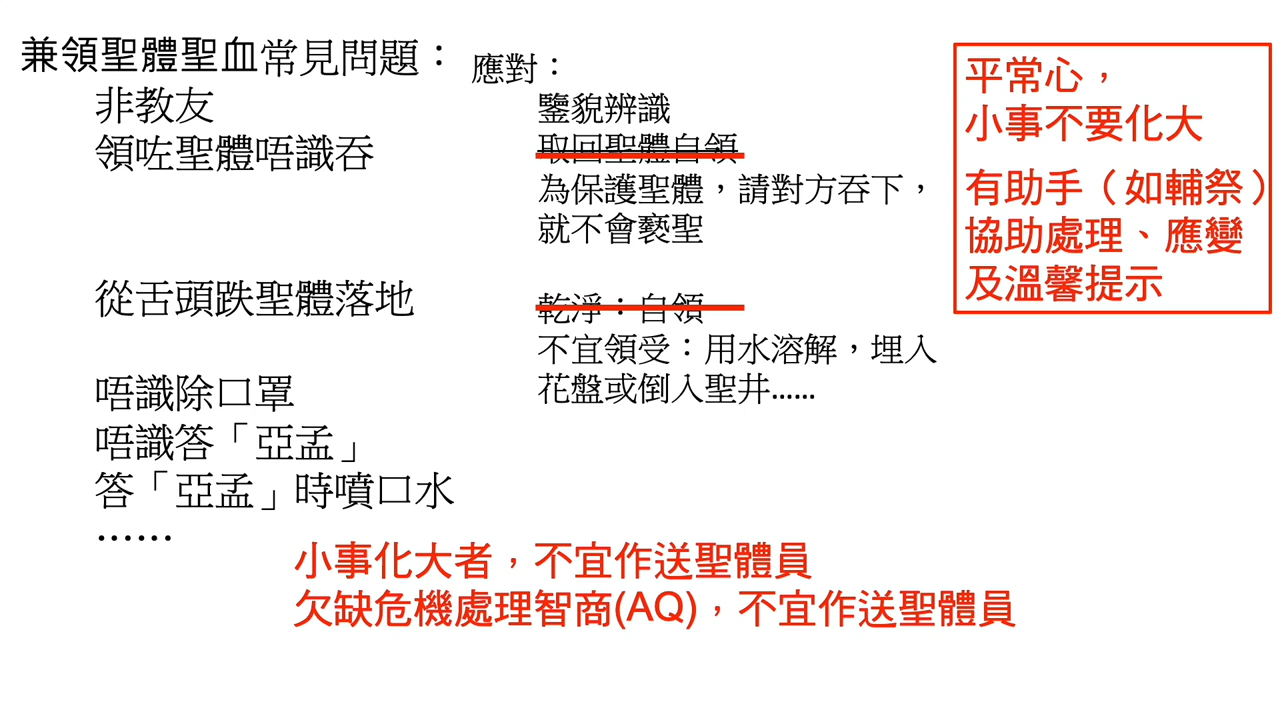 兼領聖體聖血常見問題：
非教友
領咗聖體唔識吞
從舌頭跌聖體落地
唔識除口罩
唔識答「亞孟」
答「亞孟」時噴口水
……
應對：
鑒貌辨識
取回聖體自領
為保護聖體，請對方吞下，
就不會褻聖
乾淨：自領
不宜領受：用水溶解，埋入
花盤或倒入聖井……
平常心，
小事不要化大
有助手（如輔祭）
協助處理、應變
及溫馨提示
小事化大者，不宜作送聖體員
欠缺危機處理智商(AQ)，不宜作送聖體員